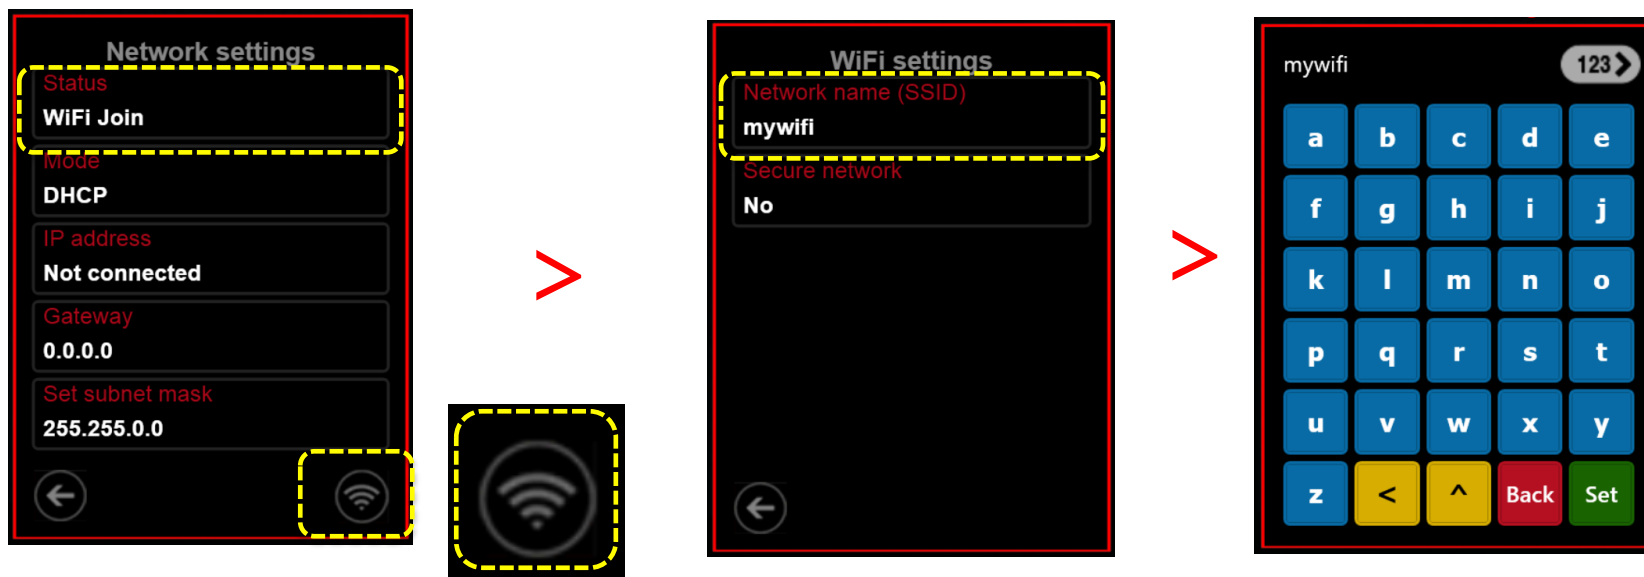 Network settings
Status
WiFi Join
Mode
DHCP
IP address
Not connected
Gateway
0.0.0.0
Set subnet mask
255.255.0.0
>
WiFi settings
Network name (SSID)
mywifi
Secure network
No
>
mywifi 123
a b c d e
f g h i j
k l m n o
p q r s t
u v w x y
z < ^ Back Set